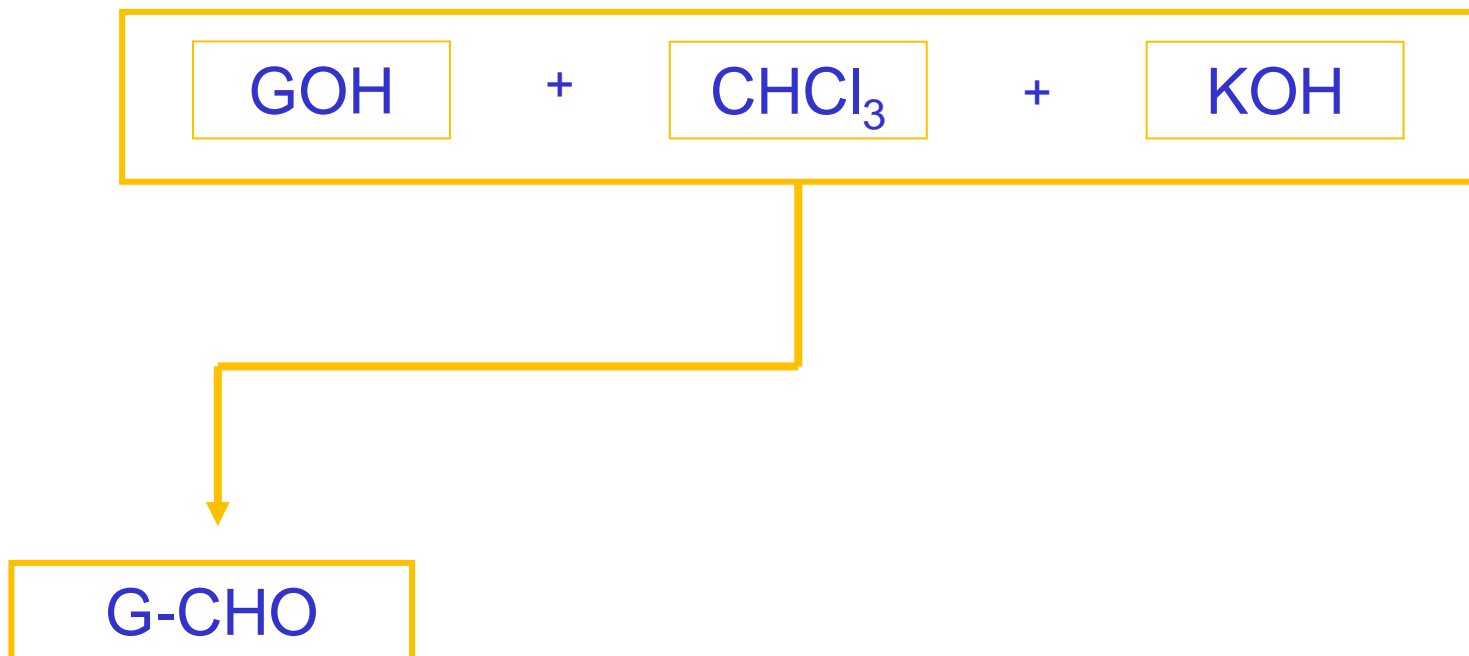 GOH + CHCl₃ + KOH
G-CHO